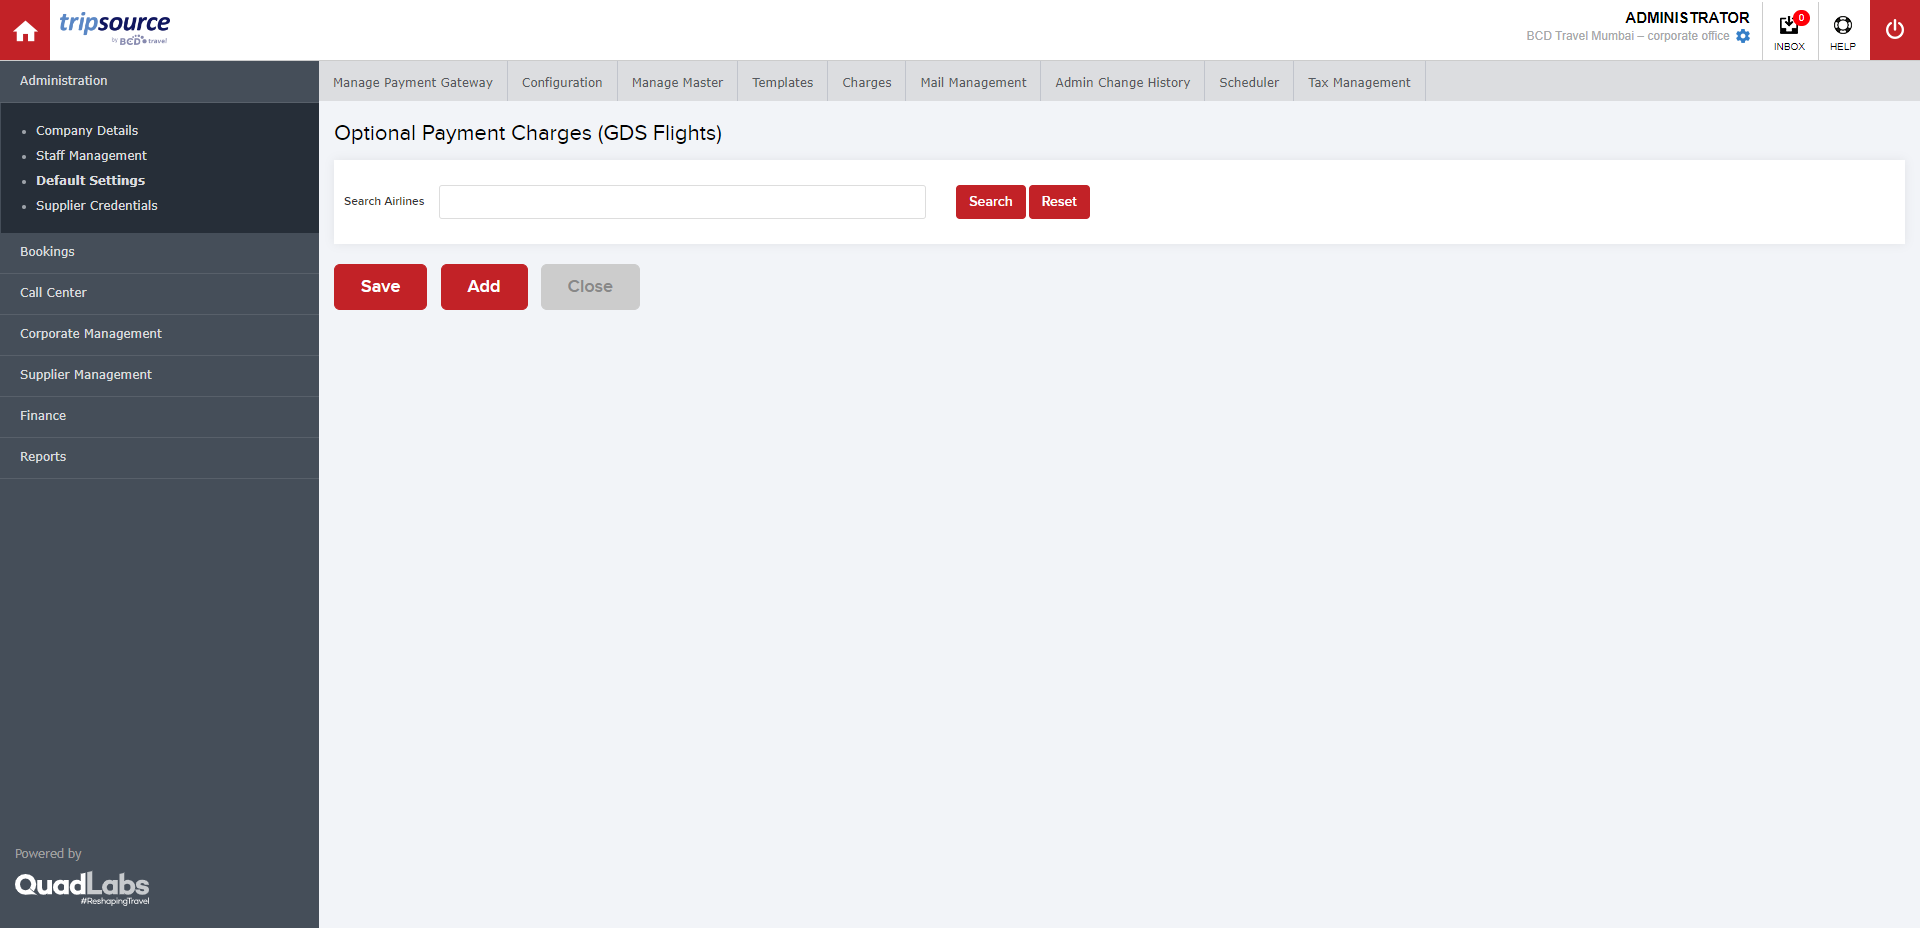 tripsource
by BCD travel
ADMINISTRATOR
BCD Travel Mumbai – corporate office
0
INBOX
HELP
Administration
Company Details
Staff Management
Default Settings
Supplier Credentials
Bookings
Call Center
Corporate Management
Supplier Management
Finance
Reports
Powered by
QuadLabs
#ReshapingTravel
Manage Payment Gateway
Configuration
Manage Master
Templates
Charges
Mail Management
Admin Change History
Scheduler
Tax Management
Optional Payment Charges (GDS Flights)
Search Airlines
Search
Reset
Save
Add
Close